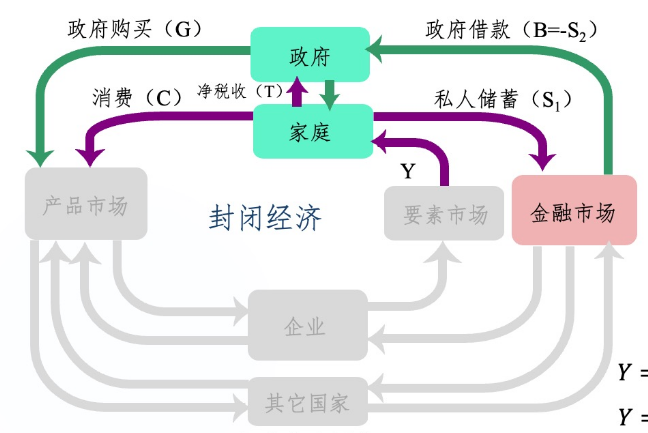 政府购买（G）
政府借款（B=-S₂）
政府
消费（C）
净税收（T）
私人储蓄（S₁）
家庭
Y
产品市场
封闭经济
要素市场
金融市场
企业
其它国家
Y =
Y =